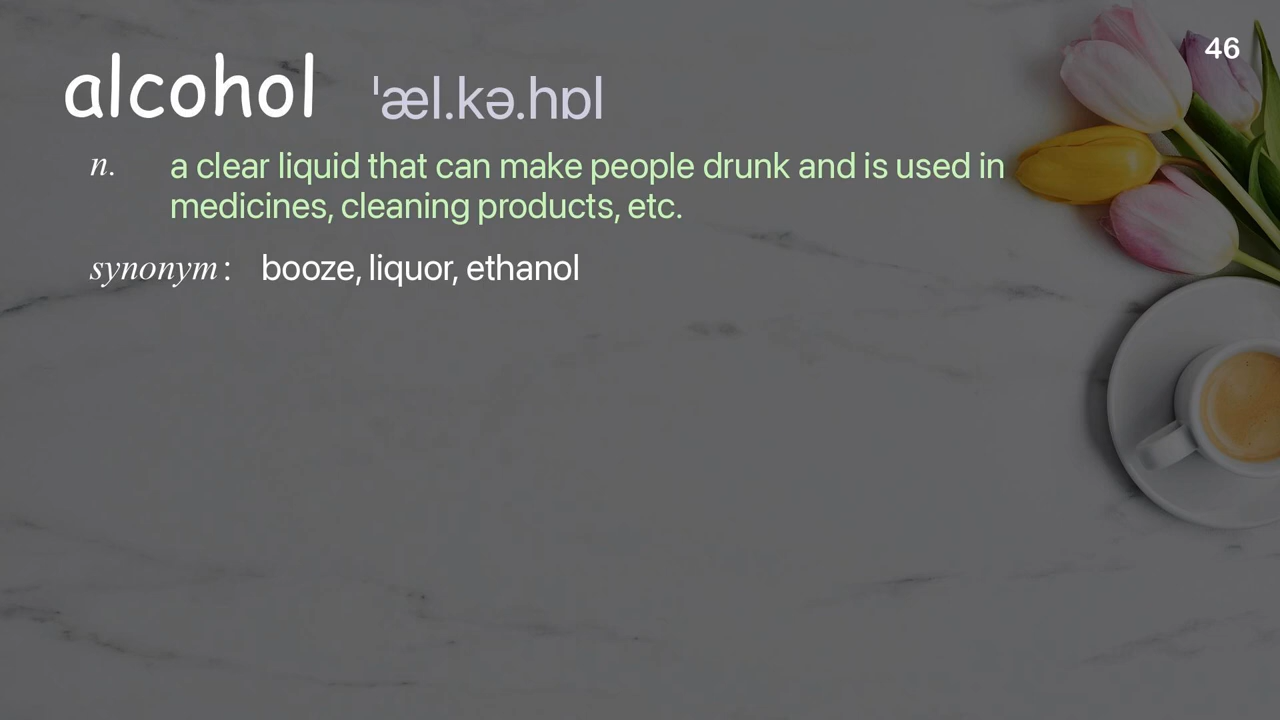 46
alcohol ˈæl.kə.hɒl
n. a clear liquid that can make people drunk and is used in
medicines, cleaning products, etc.
synonym: booze, liquor, ethanol